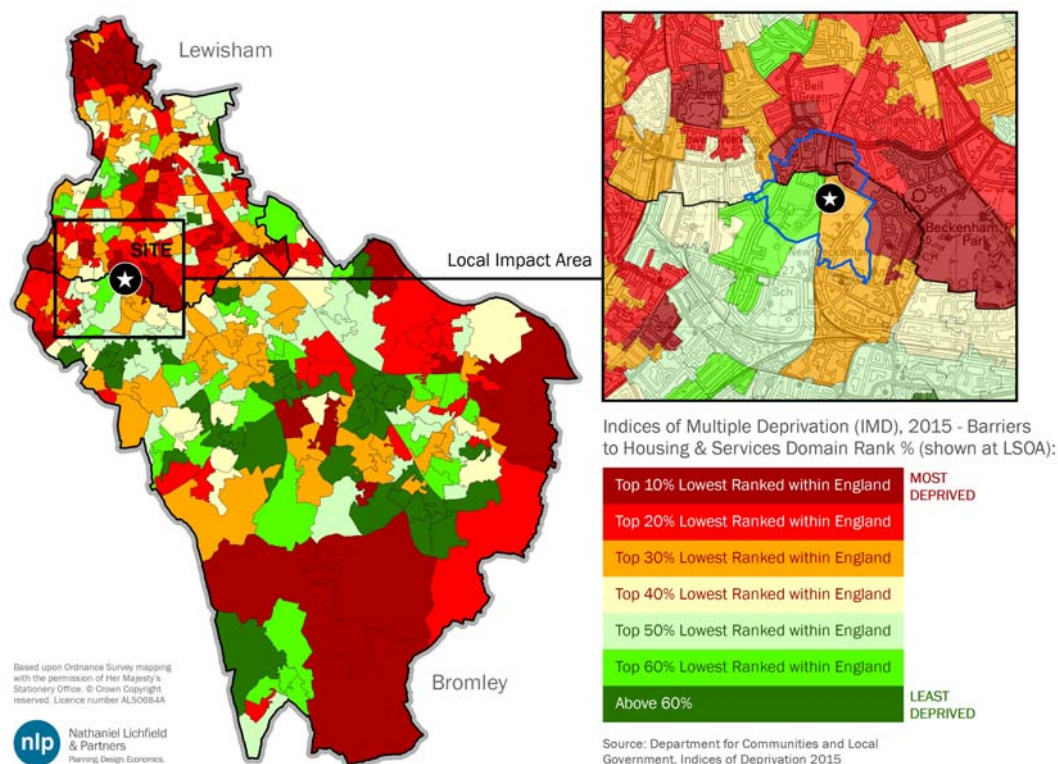 Lewisham
SITE
Local Impact Area
Bromley
Bell
Green
Bellingham
Sch
Beckenham
Park
New Beckenham
Sch
Indices of Multiple Deprivation (IMD), 2015 - Barriers
to Housing & Services Domain Rank % (shown at LSOA):
Top 10% Lowest Ranked within England
MOST
DEPRIVED
Top 20% Lowest Ranked within England
Top 30% Lowest Ranked within England
Top 40% Lowest Ranked within England
Top 50% Lowest Ranked within England
Top 60% Lowest Ranked within England
Above 60%
LEAST
DEPRIVED
Source: Department for Communities and Local
Government, Indices of Deprivation 2015
Based upon Ordnance Survey mapping
with the permission of Her Majesty's
Stationery Office. © Crown Copyright
reserved. Licence number AL50684A
nlp
Nathaniel Lichfield
& Partners
Planning. Design. Economics.